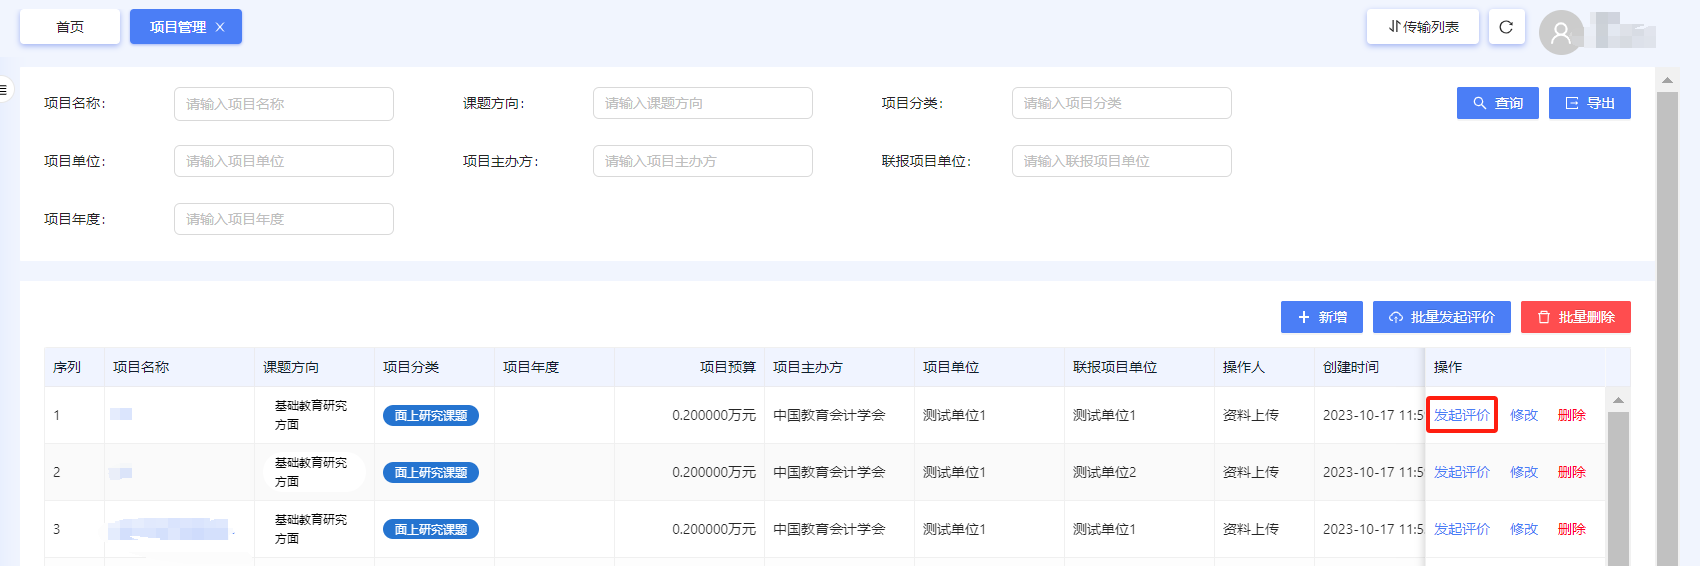 首页
项目管理 ×
传输列表
项目名称:
请输入项目名称
课题方向:
请输入课题方向
项目分类:
请输入项目分类
查询
导出
项目单位:
请输入项目单位
项目主办方:
请输入项目主办方
联报项目单位:
请输入联报项目单位
项目年度:
请输入项目年度
新增
批量发起评价
批量删除
序列 项目名称 课题方向 项目分类 项目年度 项目预算 项目主办方 项目单位 联报项目单位 操作人 创建时间 操作
1 基础教育研究方面 面上研究课题 0.200000万元 中国教育会计学会 测试单位1 测试单位1 资料上传 2023-10-17 11:5 发起评价 修改 删除
2 基础教育研究方面 面上研究课题 0.200000万元 中国教育会计学会 测试单位1 测试单位2 资料上传 2023-10-17 11:5 发起评价 修改 删除
3 基础教育研究方面 面上研究课题 0.200000万元 中国教育会计学会 测试单位1 测试单位1 资料上传 2023-10-17 11:5 发起评价 修改 删除